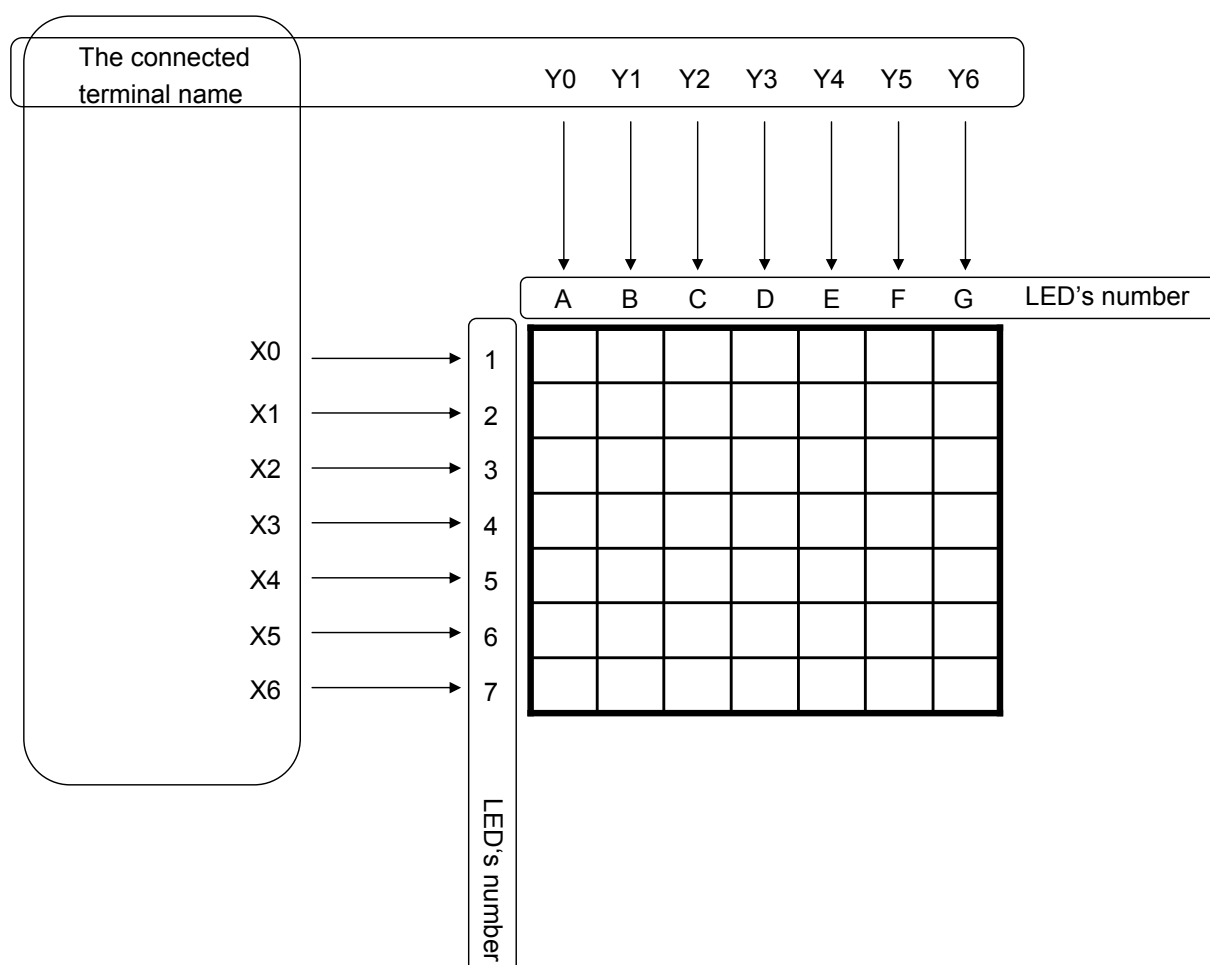 The connected
terminal name
Y0 Y1 Y2 Y3 Y4 Y5 Y6
A B C D E F G LED’s number
X0 1
X1 2
X2 3
X3 4
X4 5
X5 6
X6 7
LED‘s number